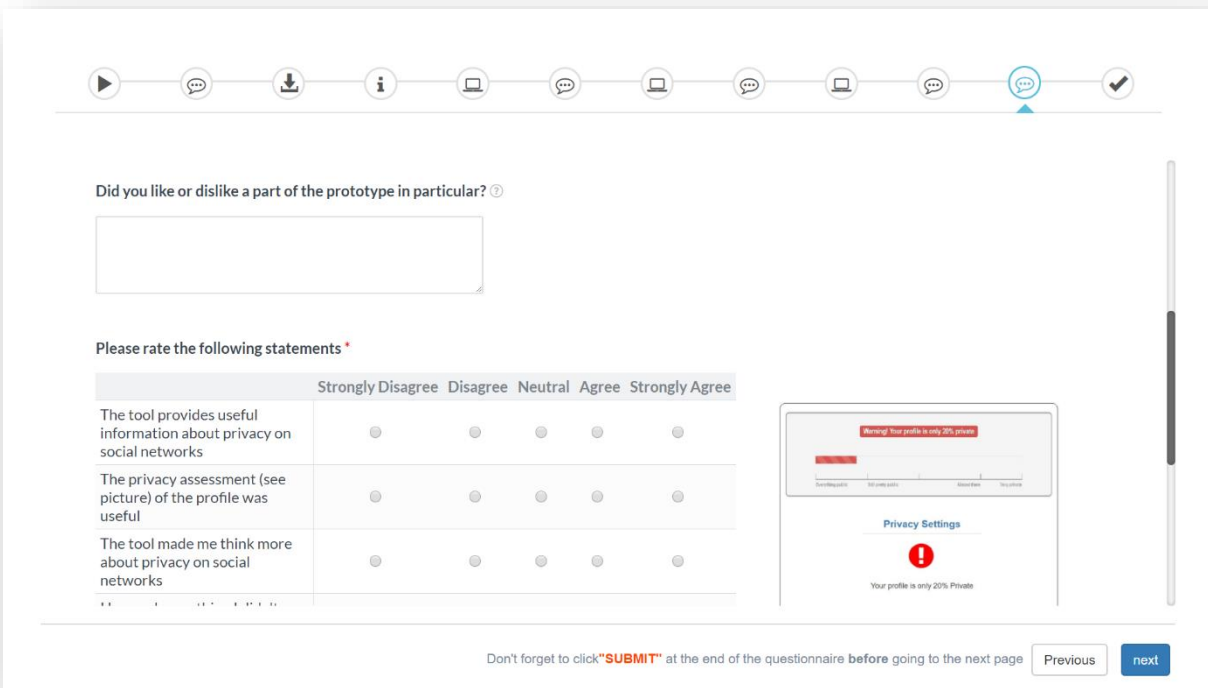 Did you like or dislike a part of the prototype in particular?
Please rate the following statements *
Strongly Disagree Disagree Neutral Agree Strongly Agree
The tool provides useful
information about privacy on
social networks
The privacy assessment (see
picture) of the profile was
useful
The tool made me think more
about privacy on social
networks
Warning! Your profile is only 20% private
Everything public
Very private
Privacy Settings
Your profile is only 20% Private
Don't forget to click"SUBMIT" at the end of the questionnaire before going to the next page
Previous
next